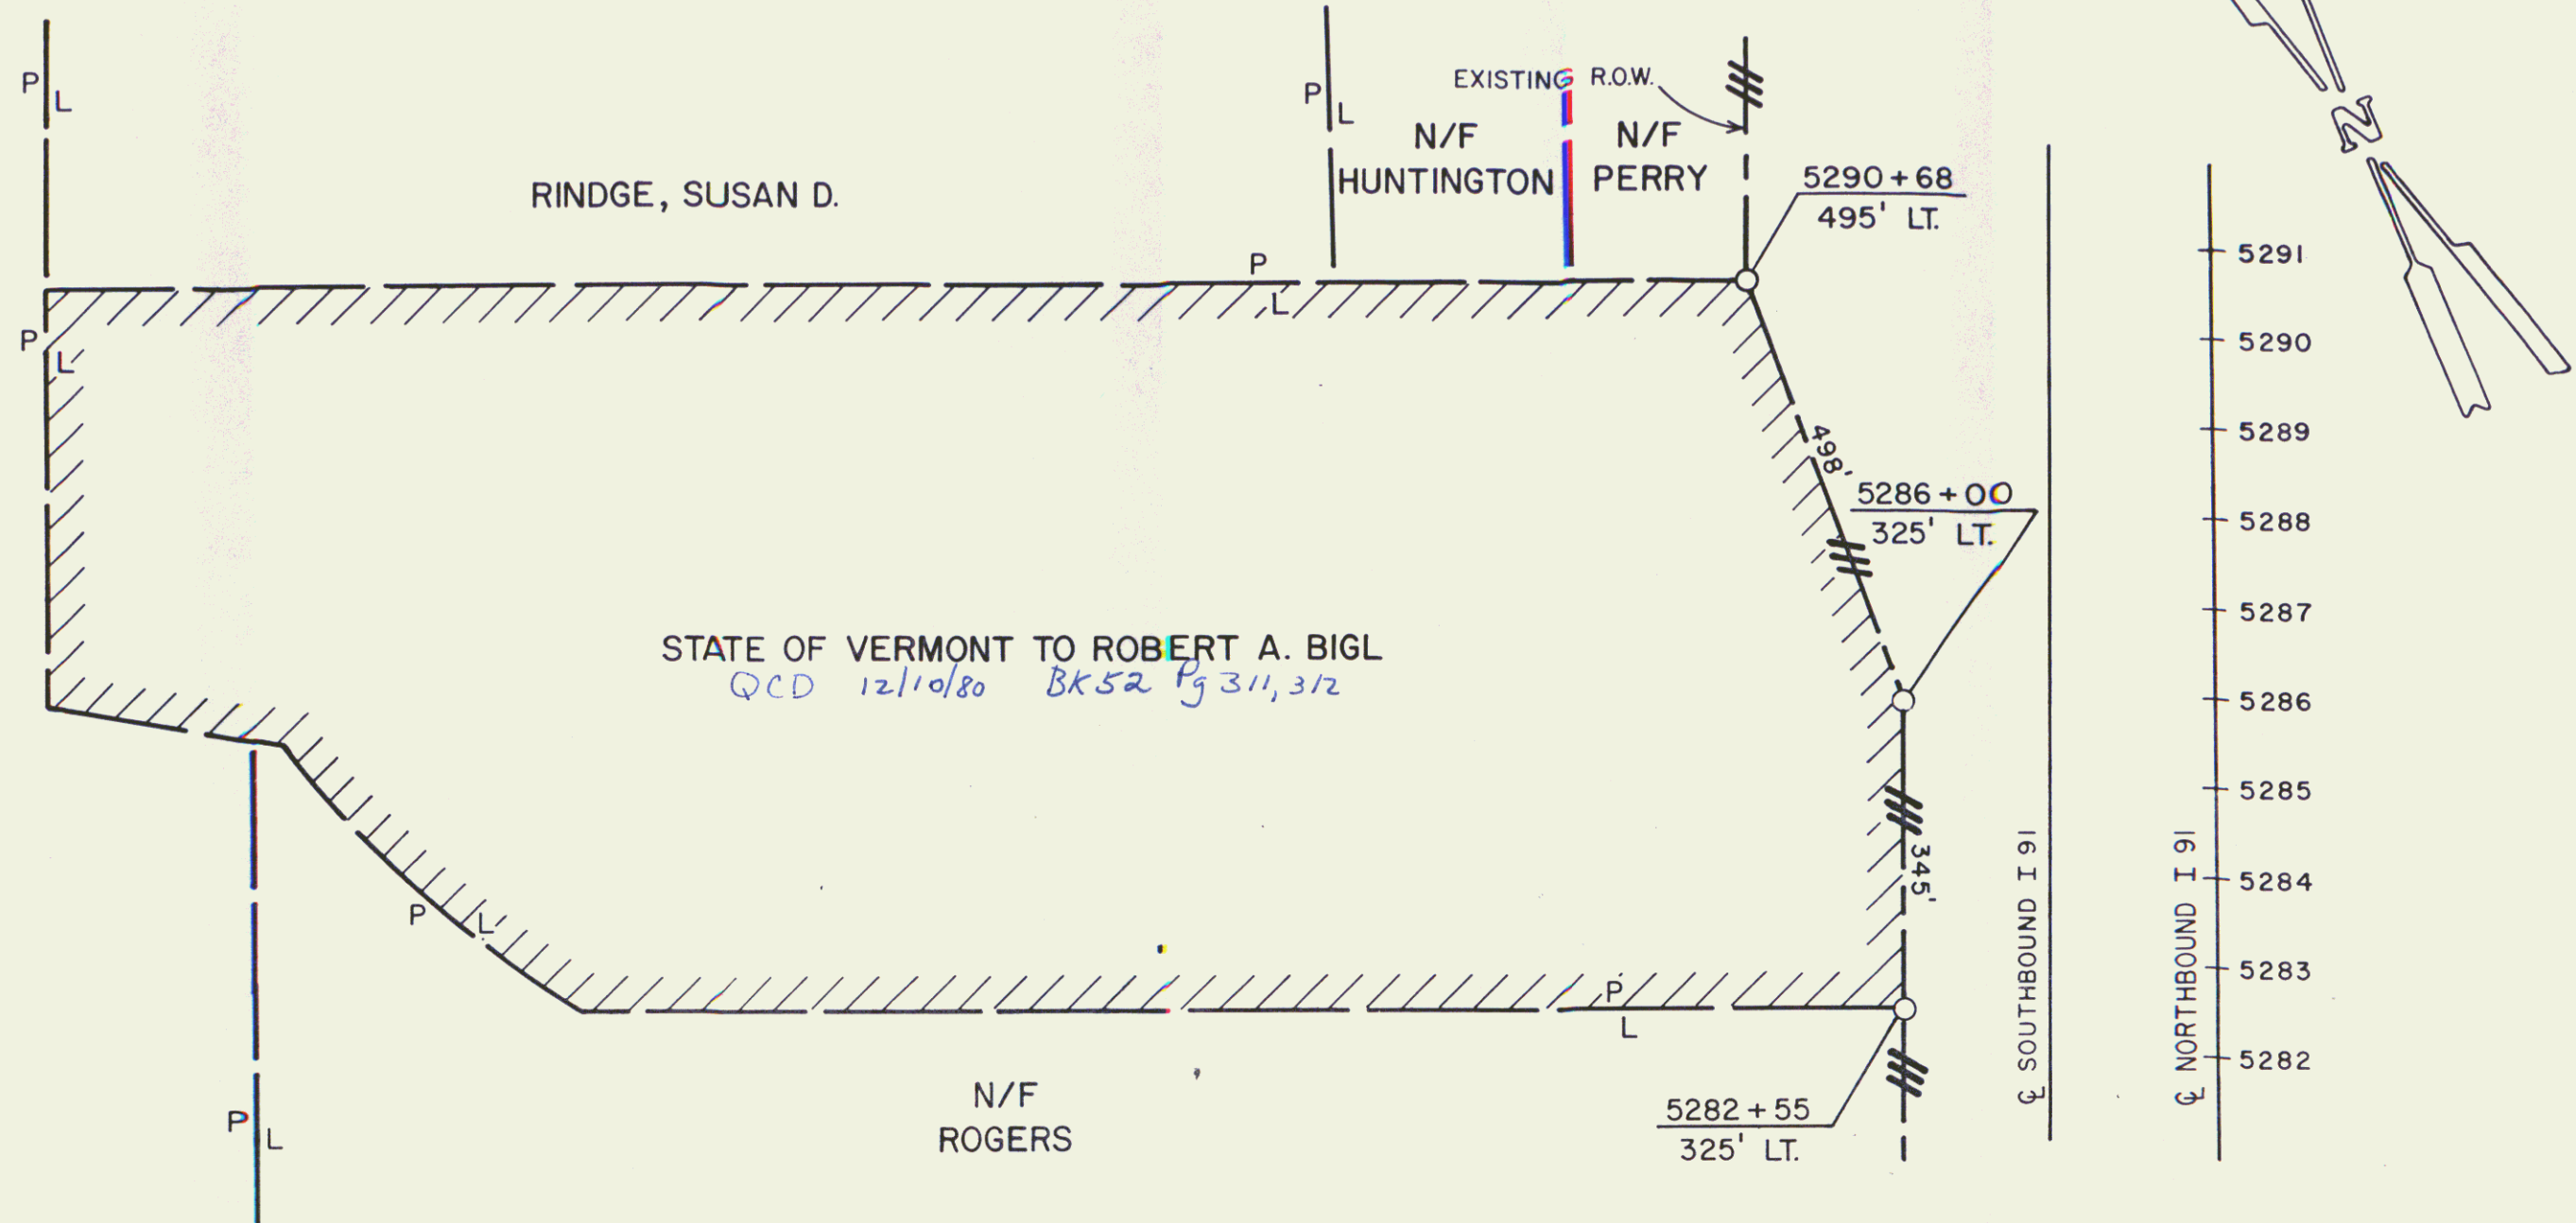 P
L
P
L
EXISTING R.O.W.
N/F
HUNTINGTON
N/F
PERRY
RINDGE, SUSAN D.
5290 + 68
495' LT.
N
P
L
P
L
498'
5286 + 00
325' LT.
STATE OF VERMONT TO ROBERT A. BIGL
QCD 12/10/80 BK 52 Pg 311, 312
345'
P
L
P
L
P
L
N/F
ROGERS
5282 + 55
325' LT.
℄ SOUTHBOUND I 91
℄ NORTHBOUND I 91
5291
5290
5289
5288
5287
5286
5285
5284
5283
5282